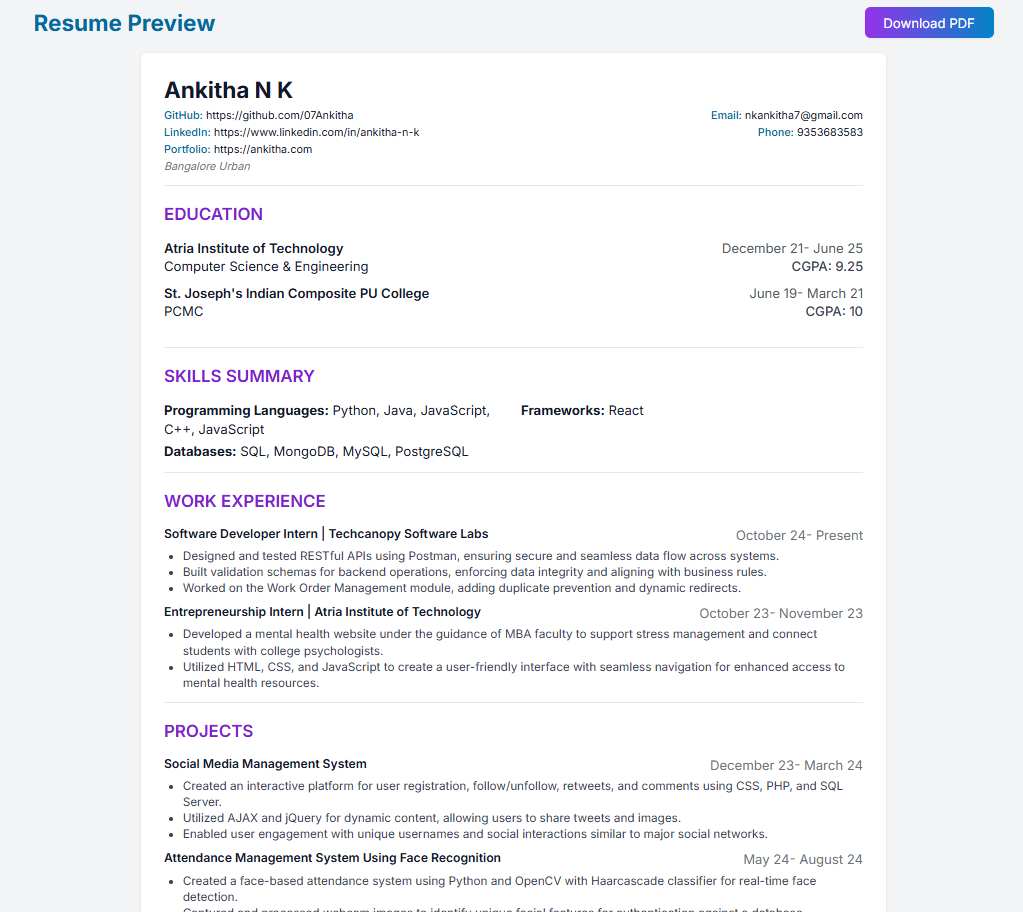 Resume Preview
Download PDF
Ankitha N K
GitHub: https://github.com/07Ankitha
Email: nkankitha7@gmail.com
LinkedIn: https://www.linkedin.com/in/ankitha-n-k
Phone: 9353683583
Portfolio: https://ankitha.com
Bangalore Urban
EDUCATION
Atria Institute of Technology
December 21- June 25
Computer Science & Engineering
CGPA: 9.25
St. Joseph's Indian Composite PU College
June 19- March 21
PCMC
CGPA: 10
SKILLS SUMMARY
Programming Languages: Python, Java, JavaScript,
C++, JavaScript
Frameworks: React
Databases: SQL, MongoDB, MySQL, PostgreSQL
WORK EXPERIENCE
Software Developer Intern | Techcanopy Software Labs
October 24- Present
• Designed and tested RESTful APIs using Postman, ensuring secure and seamless data flow across systems.
• Built validation schemas for backend operations, enforcing data integrity and aligning with business rules.
• Worked on the Work Order Management module, adding duplicate prevention and dynamic redirects.
Entrepreneurship Intern | Atria Institute of Technology
October 23- November 23
• Developed a mental health website under the guidance of MBA faculty to support stress management and connect
students with college psychologists.
• Utilized HTML, CSS, and JavaScript to create a user-friendly interface with seamless navigation for enhanced access to
mental health resources.
PROJECTS
Social Media Management System
December 23- March 24
• Created an interactive platform for user registration, follow/unfollow, retweets, and comments using CSS, PHP, and SQL
Server.
• Utilized AJAX and jQuery for dynamic content, allowing users to share tweets and images.
• Enabled user engagement with unique usernames and social interactions similar to major social networks.
Attendance Management System Using Face Recognition
May 24- August 24
• Created a face-based attendance system using Python and OpenCV with Haarcascade classifier for real-time face
detection.